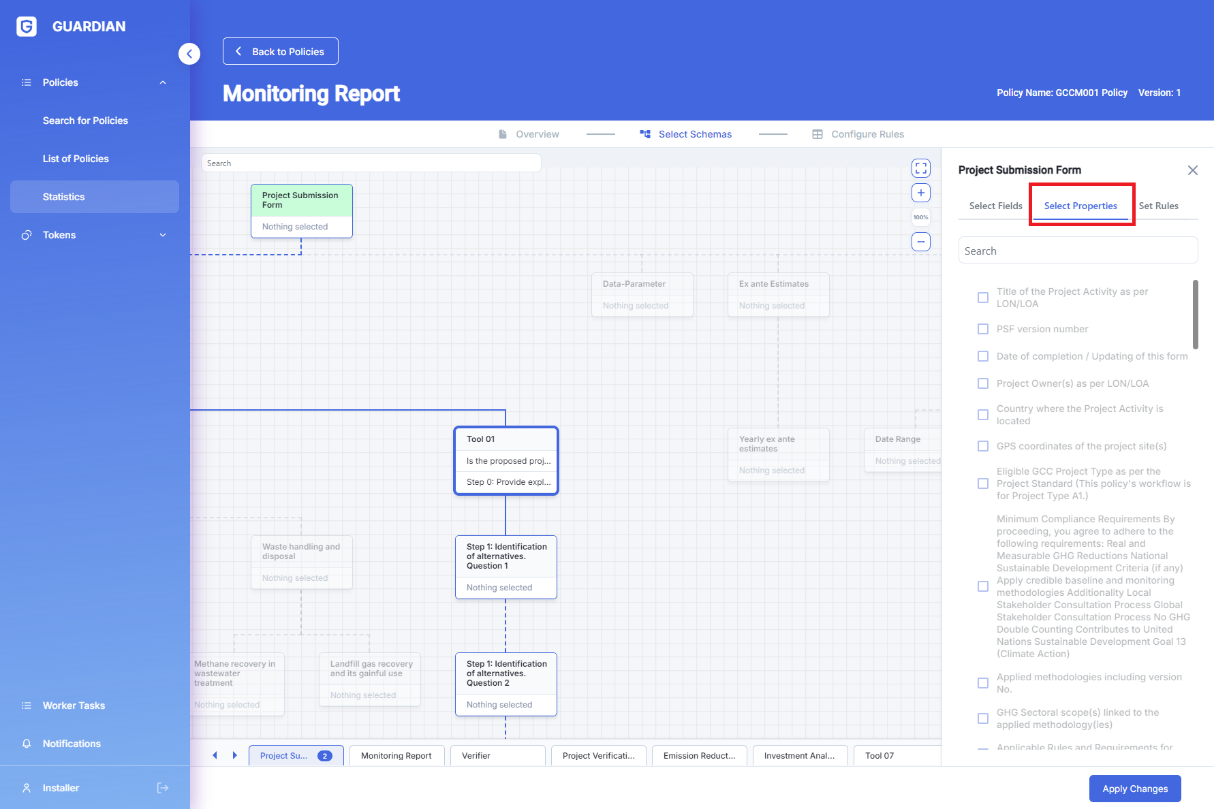 GUARDIAN
Policies
Search for Policies
List of Policies
Statistics
Tokens
Worker Tasks
Notifications
Installer
Back to Policies
Monitoring Report
Policy Name: GCCM001 Policy Version: 1
Overview
Select Schemas
Configure Rules
Search
Project Submission
Form
Nothing selected
100%
Data-Parameter
Nothing selected
Ex ante Estimates
Nothing selected
Tool 01
Is the proposed proj...
Step 0: Provide expl...
Yearly ex ante
estimates
Nothing selected
Date Range
Nothing selected
Waste handling and
disposal
Nothing selected
Step 1: Identification
of alternatives.
Question 1
Nothing selected
Methane recovery in
wastewater
treatment
Nothing selected
Landfill gas recovery
and its gainful use
Nothing selected
Step 1: Identification
of alternatives.
Question 2
Nothing selected
Project Su... 2
Monitoring Report
Verifier
Project Verificati...
Emission Reduct...
Investment Anal...
Tool 07
Project Submission Form
Select Fields
Select Properties
Set Rules
Search
Title of the Project Activity as per
LON/LOA
PSF version number
Date of completion / Updating of this form
Project Owner(s) as per LON/LOA
Country where the Project Activity is
located
GPS coordinates of the project site(s)
Eligible GCC Project Type as per the
Project Standard (This policy's workflow is
for Project Type A1.)
Minimum Compliance Requirements By
proceeding, you agree to adhere to the
following requirements: Real and
Measurable GHG Reductions National
Sustainable Development Criteria (if any)
Apply credible baseline and monitoring
methodologies Additionality Local
Stakeholder Consultation Process Global
Stakeholder Consultation Process No GHG
Double Counting Contributes to United
Nations Sustainable Development Goal 13
(Climate Action)
Applied methodologies including version
No.
GHG Sectoral scope(s) linked to the
applied methodology(ies)
Applicable Rules and Requirements for
Apply Changes